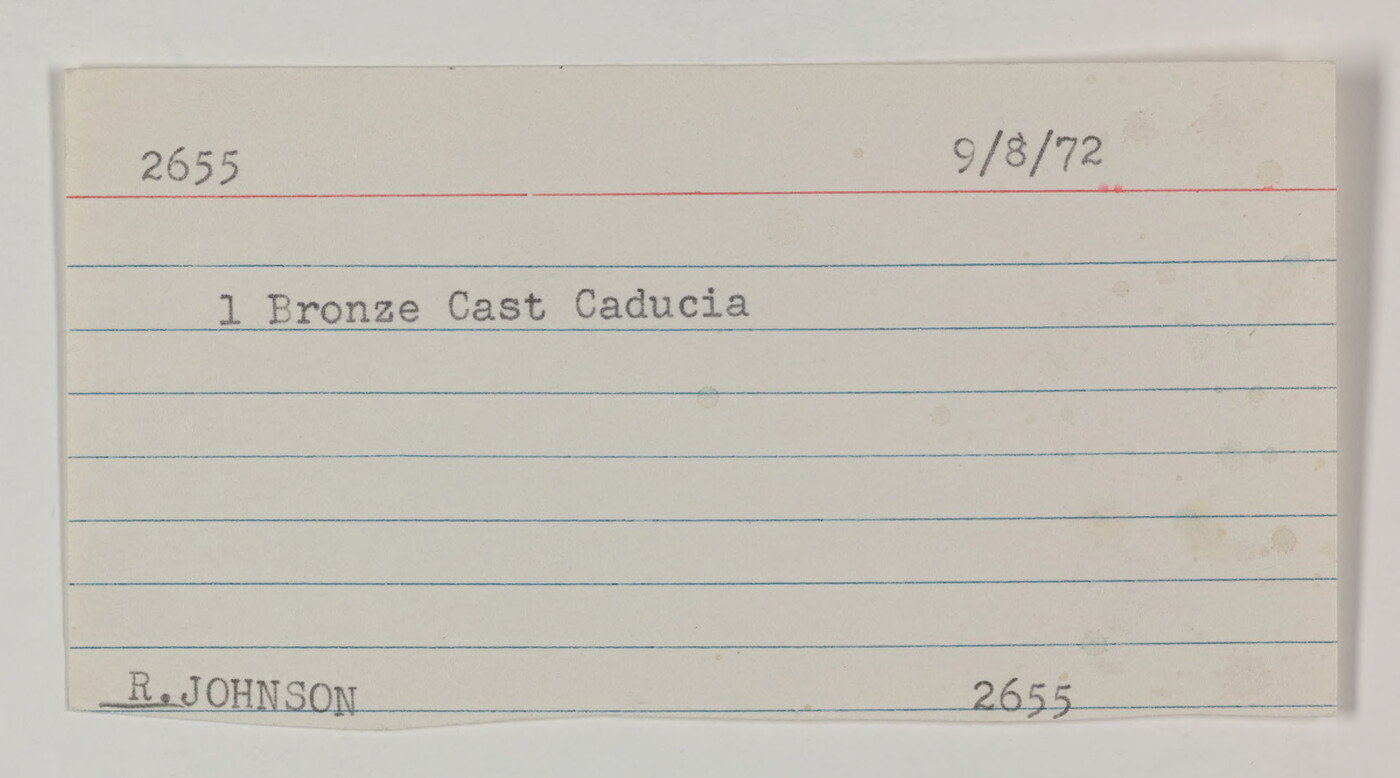 2655 9/8/72
1 Bronze Cast Caducia
R.JOHNSON 2655